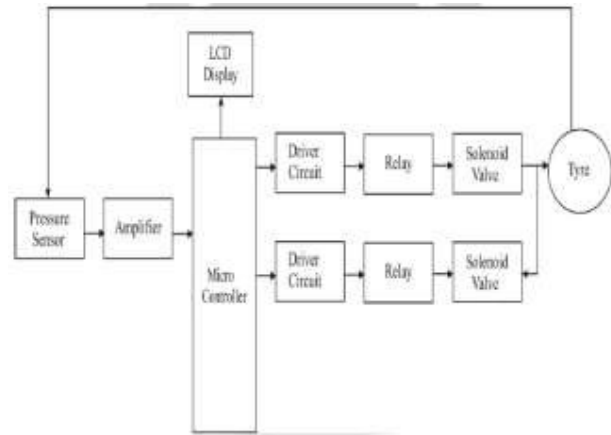 LCD
Display
Driver
Circuit
Relay
Solenoid
Valve
Tyre
Pressure
Sensor
Amplifier
Micro
Controller
Driver
Circuit
Relay
Solenoid
Valve